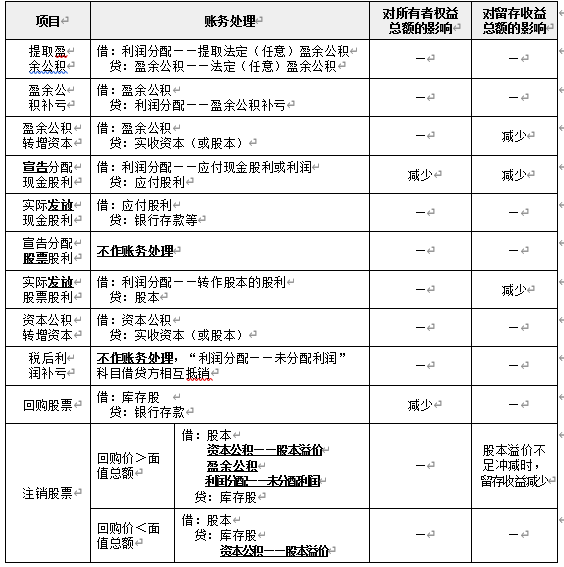 项目 账务处理 对所有者权益总额的影响 对留存收益总额的影响
提取盈余公积 借：利润分配——提取法定（任意）盈余公积 — —
贷：盈余公积——法定（任意）盈余公积
盈余公积补亏 借：盈余公积 — —
贷：利润分配——盈余公积补亏
盈余公积转增资本 借：盈余公积 — 减少
贷：实收资本（或股本）
宣告分配现金股利 借：利润分配——应付现金股利或利润 减少 减少
贷：应付股利
实际发放现金股利 借：应付股利 — —
贷：银行存款等
宣告分配股票股利 不作账务处理 — —
实际发放股票股利 借：利润分配——转作股本的股利 — 减少
贷：股本
资本公积转增资本 借：资本公积 — —
贷：实收资本（或股本）
税后利润补亏 不作账务处理，“利润分配——未分配利润” — —
科目借贷方相互抵销
回购股票 借：库存股 减少 —
贷：银行存款
注销股票 回购价＞面值总额 借：股本 — 股本溢价不足冲减时，留存收益减少
资本公积——股本溢价
盈余公积
利润分配——未分配利润
贷：库存股
回购价＜面值总额 借：股本 — —
贷：库存股
资本公积——股本溢价